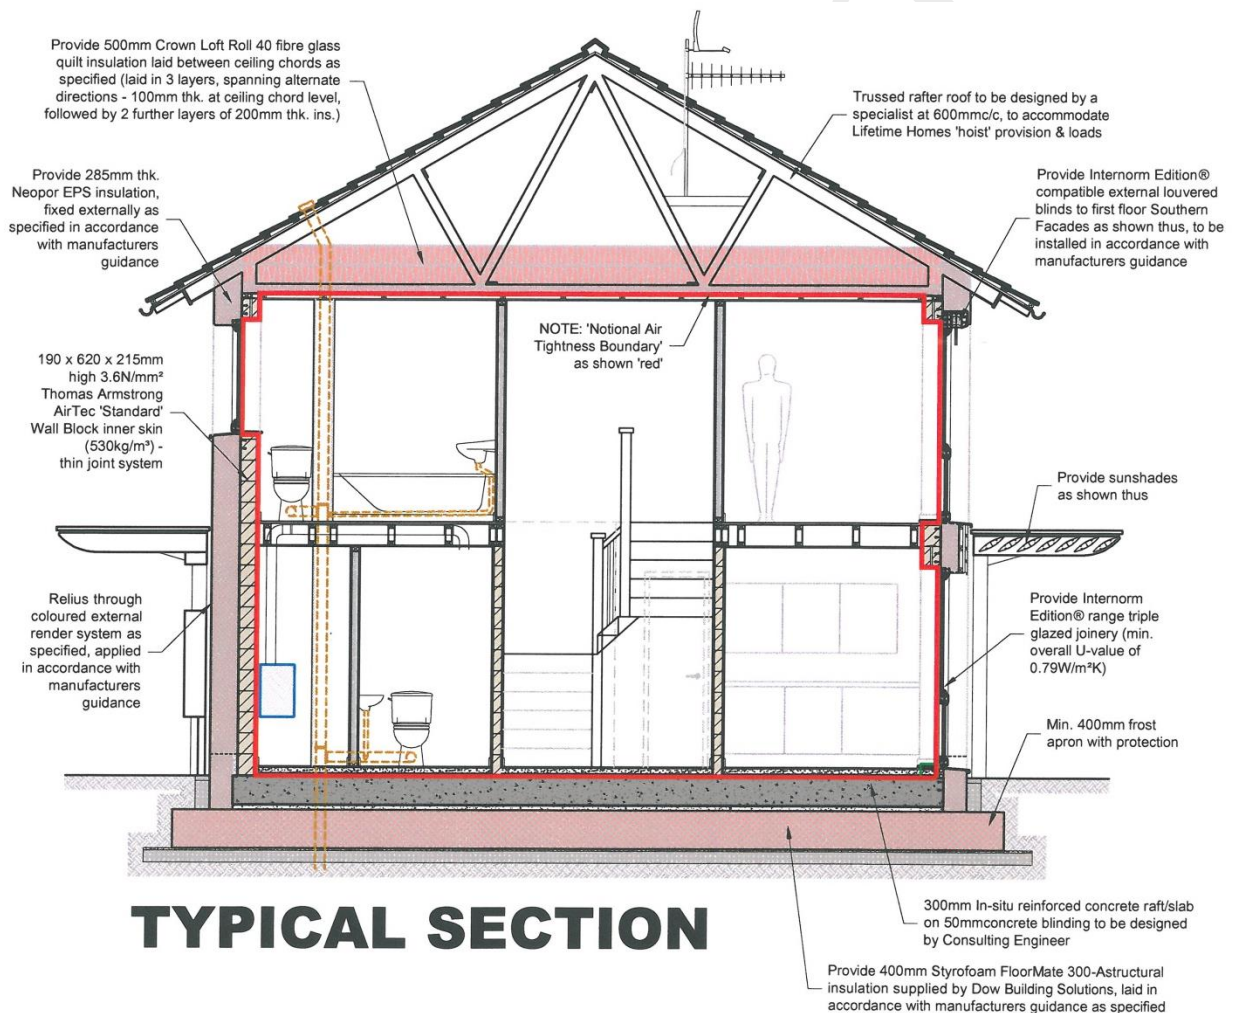 Provide 500mm Crown Loft Roll 40 fibre glass
quilt insulation laid between ceiling chords as
specified (laid in 3 layers, spanning alternate
directions - 100mm thk. at ceiling chord level,
followed by 2 further layers of 200mm thk. ins.)
Trussed rafter roof to be designed by a
specialist at 600mmc/c, to accommodate
Lifetime Homes 'hoist' provision & loads
Provide 285mm thk.
Neopor EPS insulation,
fixed externally as
specified in accordance
with manufacturers
guidance
Provide Internorm Edition®
compatible external louvered
blinds to first floor Southern
Facades as shown thus, to be
installed in accordance with
manufacturers guidance
NOTE: 'Notional Air
Tightness Boundary'
as shown 'red'
190 x 620 x 215mm
high 3.6N/mm²
Thomas Armstrong
AirTec 'Standard'
Wall Block inner skin
(530kg/m³) -
thin joint system
Provide sunshades
as shown thus
Relius through
coloured external
render system as
specified, applied
in accordance with
manufacturers
guidance
Provide Internorm
Edition® range triple
glazed joinery (min.
overall U-value of
0.79W/m²K)
Min. 400mm frost
apron with protection
TYPICAL SECTION
300mm In-situ reinforced concrete raft/slab
on 50mmconcrete blinding to be designed
by Consulting Engineer
Provide 400mm Styrofoam FloorMate 300-Astructural
insulation supplied by Dow Building Solutions, laid in
accordance with manufacturers guidance as specified